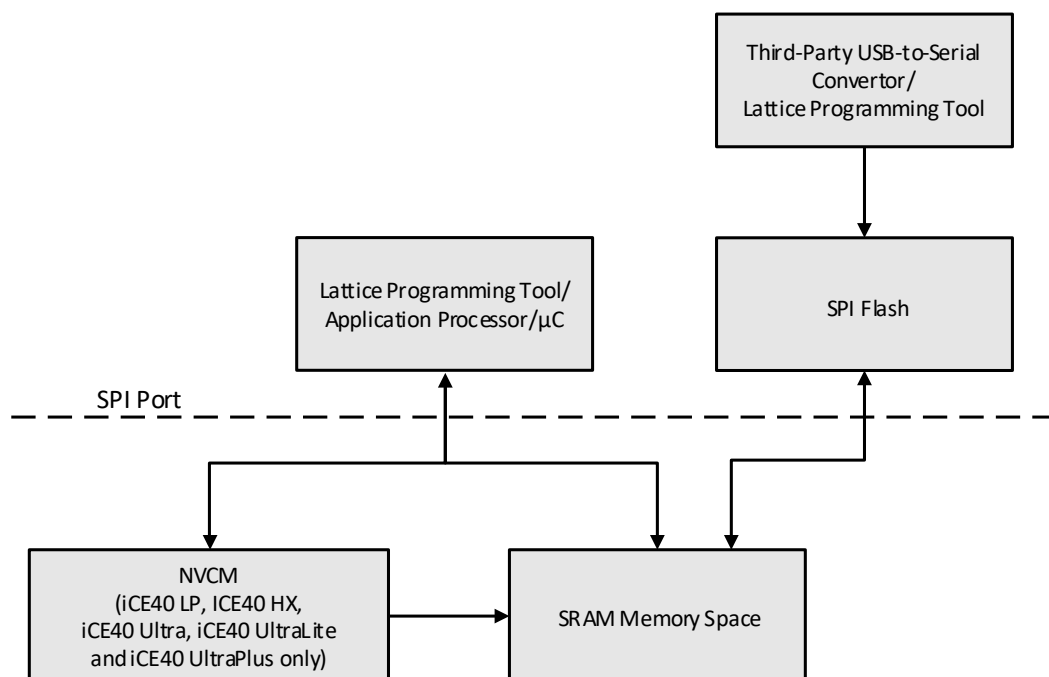 Third-Party USB-to-Serial
Convertor/
Lattice Programming Tool
Lattice Programming Tool/
Application Processor/µC
SPI Flash
SPI Port
NVCM
(iCE40 LP, ICE40 HX,
iCE40 Ultra, iCE40 UltraLite
and iCE40 UltraPlus only)
SRAM Memory Space